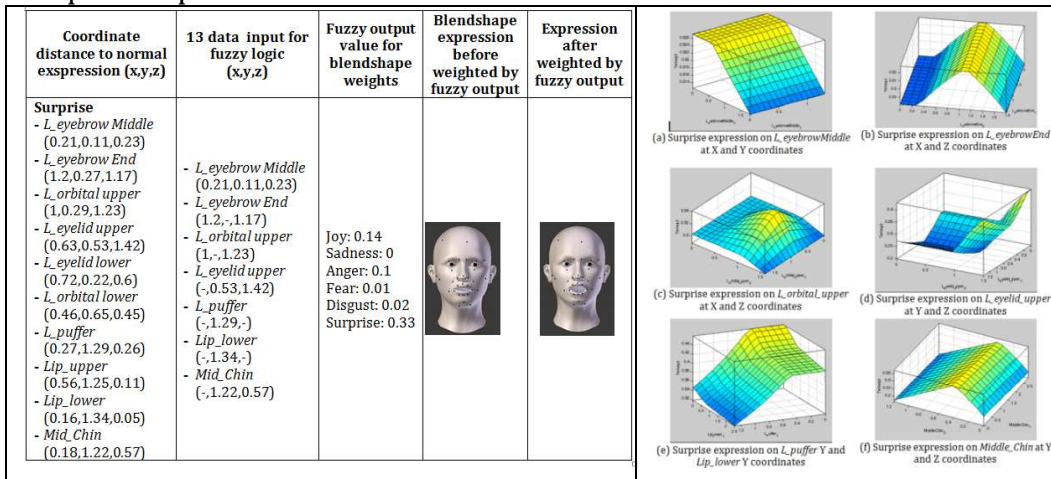 Coordinate
distance to normal
exspression (x,y,z)
13 data input for
fuzzy logic
(x,y,z)
Fuzzy output
value for
blendshape
weights
Blendshape
expression
before
weighted by
fuzzy output
Expression
after
weighted by
fuzzy output
Surprise
- L_eyebrow Middle
(0.21,0.11,0.23)
- L_eyebrow End
(1.2,0.27,1.17)
- L_orbital upper
(1,0.29,1.23)
- L_eyelid upper
(0.63,0.53,1.42)
- L_eyelid lower
(0.72,0.22,0.6)
- L_orbital lower
(0.46,0.65,0.45)
- L_puffer
(0.27,1.29,0.26)
- Lip_upper
(0.56,1.25,0.11)
- Lip_lower
(0.16,1.34,0.05)
- Mid_Chin
(0.18,1.22,0.57)
- L_eyebrow Middle
(0.21,0.11,0.23)
- L_eyebrow End
(1.2,-,1.17)
- L_orbital upper
(1,-,1.23)
- L_eyelid upper
(-,0.53,1.42)
- L_puffer
(-,1.29,-)
- Lip_lower
(-,1.34,-)
- Mid_Chin
(-,1.22,0.57)
Joy: 0.14
Sadness: 0
Anger: 0.1
Fear: 0.01
Disgust: 0.02
Surprise: 0.33
(a) Surprise expression on L_eyebrowMiddle
at X and Y coordinates
(b) Surprise expression on L_eyebrowEnd
at X and Z coordinates
(c) Surprise expression on L_orbital_upper
at X and Z coordinates
(d) Surprise expression on L_eyelid_upper
at Y and Z coordinates
(e) Surprise expression on L_puffer Y and
Lip_lower Y coordinates
(f) Surprise expression on Middle_Chin at Y
and Z coordinates